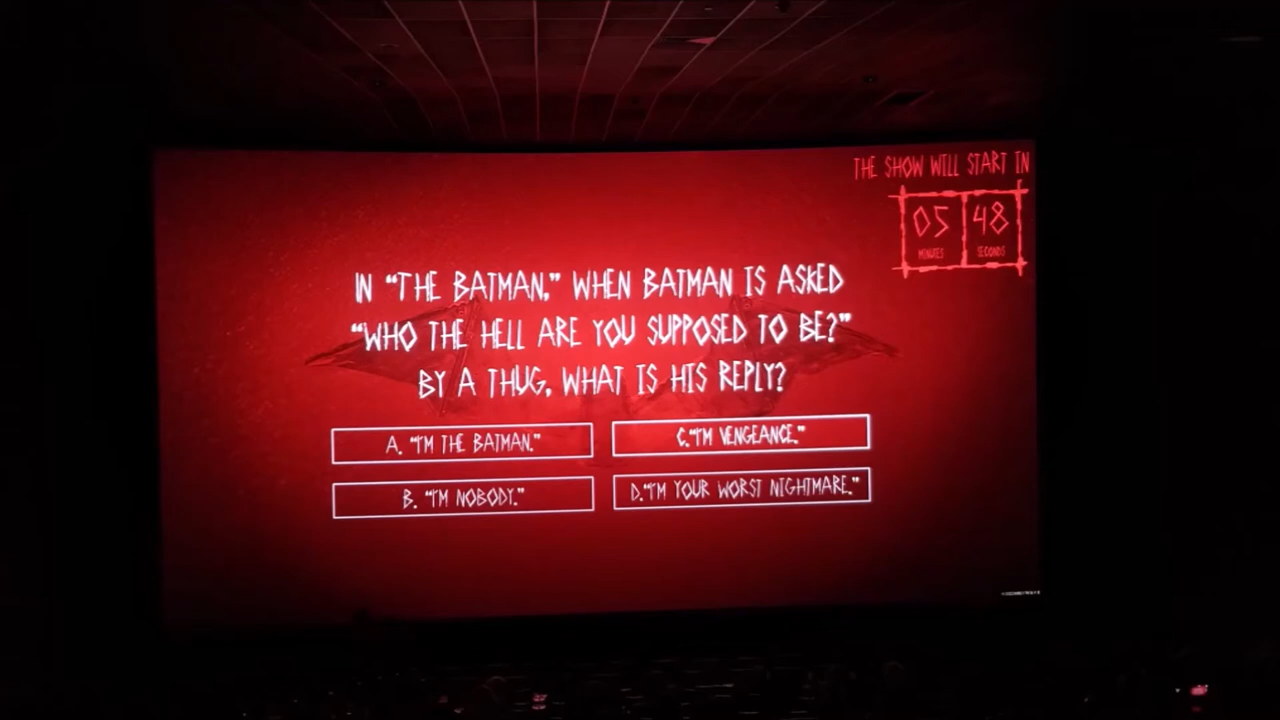 THE SHOW WILL START IN
05 48
MINUTES SECONDS
IN "THE BATMAN," WHEN BATMAN IS ASKED
"WHO THE HELL ARE YOU SUPPOSED TO BE?"
BY A THUG, WHAT IS HIS REPLY?
A. "I'M THE BATMAN."
C."I'M VENGEANCE."
B. "I'M NOBODY."
D."I'M YOUR WORST NIGHTMARE."